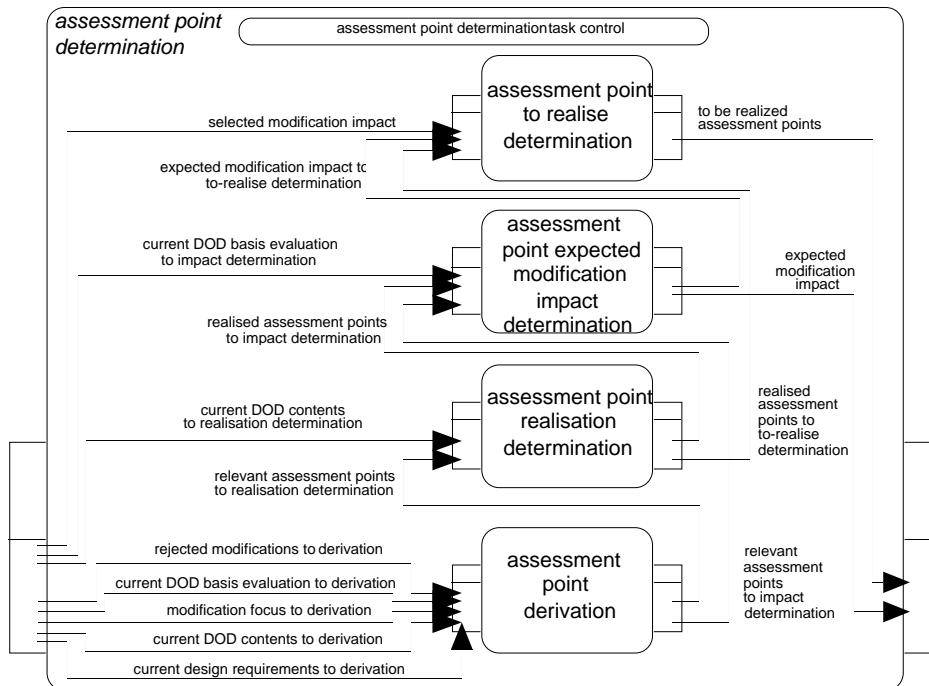 assessment point
determination
assessment point determinationtask control
assessment point
to realise
determination
selected modification impact
to be realized
assessment points
expected modification impact to
to-realise determination
assessment
point expected
modification
impact
determination
current DOD basis evaluation
to impact determination
expected
modification
impact
realised assessment points
to impact determination
assessment point
realisation
determination
current DOD contents
to realisation determination
realised
assessment
points to
to-realise
determination
relevant assessment points
to realisation determination
assessment
point
derivation
rejected modifications to derivation
current DOD basis evaluation to derivation
modification focus to derivation
current DOD contents to derivation
current design requirements to derivation
relevant
assessment
points
to impact
determination